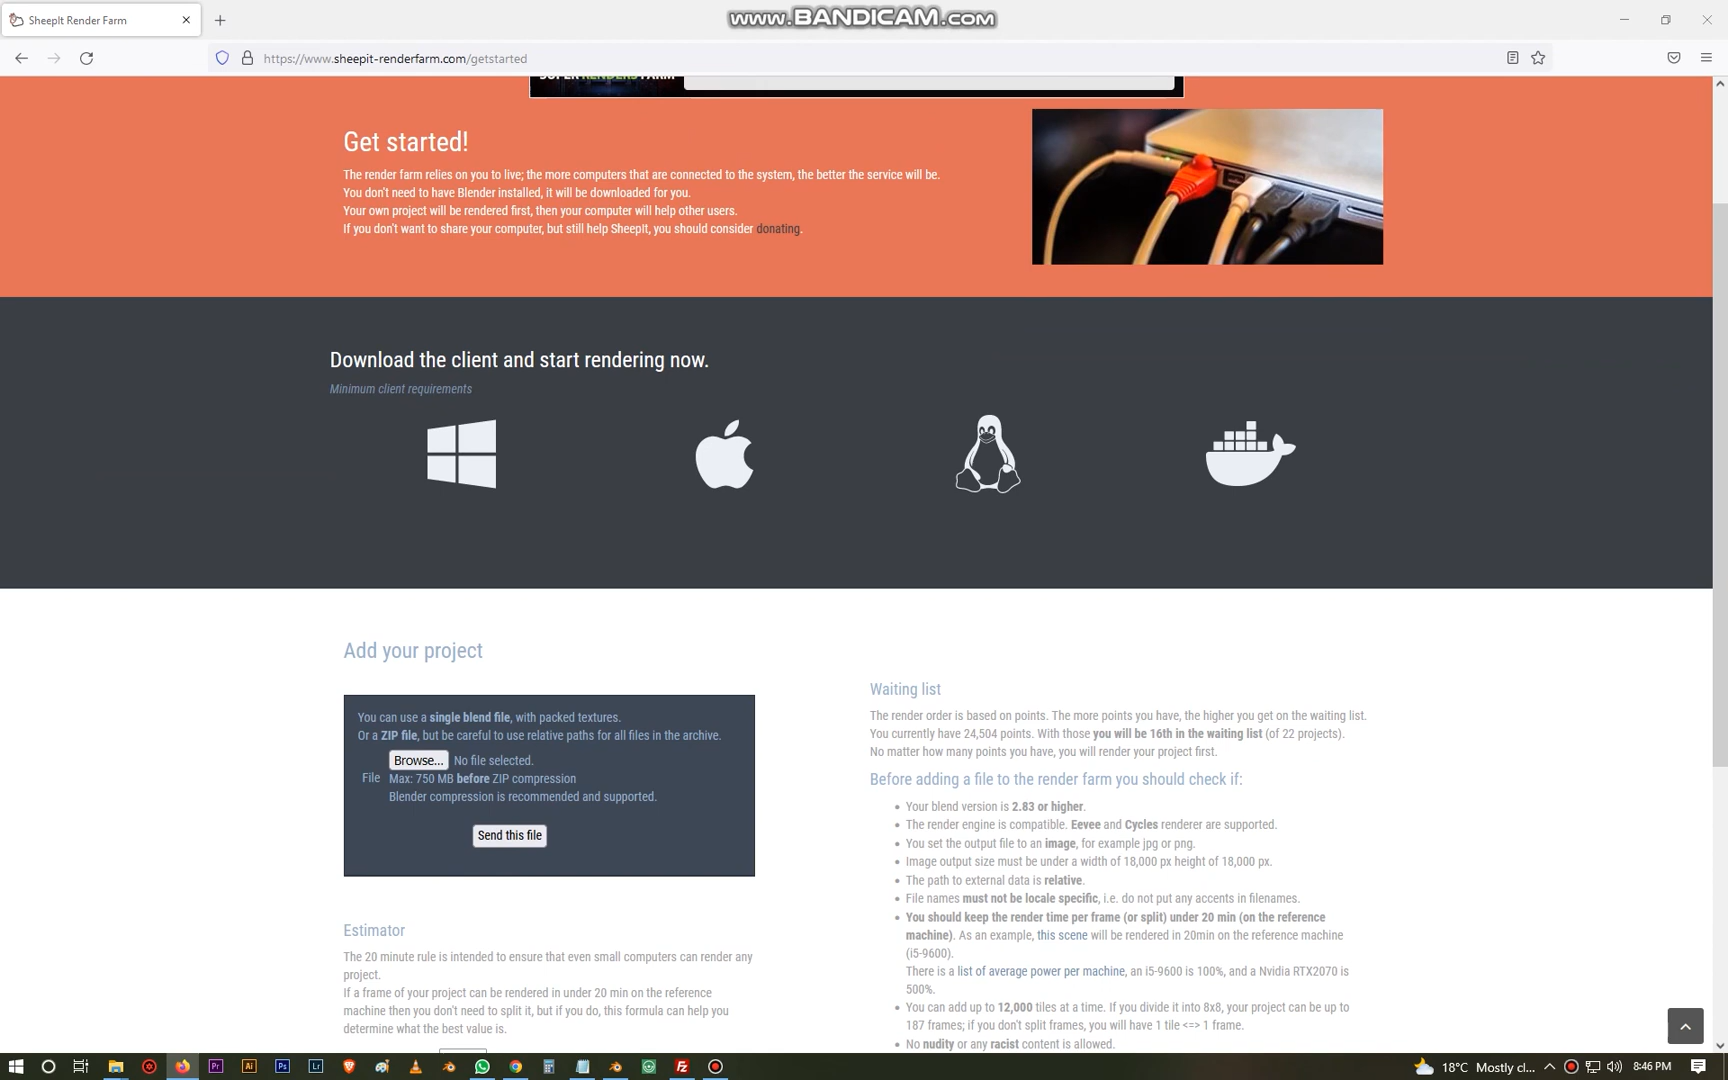 SheepIt Render Farm
www.BANDICAM.com
https://www.sheepit-renderfarm.com/getstarted
Get started!
The render farm relies on you to live; the more computers that are connected to the system, the better the service will be.
You don't need to have Blender installed, it will be downloaded for you.
Your own project will be rendered first, then your computer will help other users.
If you don't want to share your computer, but still help SheepIt, you should consider donating.
Download the client and start rendering now.
Minimum client requirements
Add your project
You can use a single blend file, with packed textures.
Or a ZIP file, but be careful to use relative paths for all files in the archive.
Browse... No file selected.
File Max: 750 MB before ZIP compression
Blender compression is recommended and supported.
Send this file
Estimator
The 20 minute rule is intended to ensure that even small computers can render any
project.
If a frame of your project can be rendered in under 20 min on the reference
machine then you don't need to split it, but if you do, this formula can help you
determine what the best value is.
Waiting list
The render order is based on points. The more points you have, the higher you get on the waiting list.
You currently have 24,504 points. With those you will be 16th in the waiting list (of 22 projects).
No matter how many points you have, you will render your project first.
Before adding a file to the render farm you should check if:
Your blend version is 2.83 or higher.
The render engine is compatible. Eevee and Cycles renderer are supported.
You set the output file to an image, for example jpg or png.
Image output size must be under a width of 18,000 px height of 18,000 px.
The path to external data is relative.
File names must not be locale specific, i.e. do not put any accents in filenames.
You should keep the render time per frame (or split) under 20 min (on the reference
machine). As an example, this scene will be rendered in 20min on the reference machine
(i5-9600).
There is a list of average power per machine, an i5-9600 is 100%, and a Nvidia RTX2070 is
500%.
You can add up to 12,000 tiles at a time. If you divide it into 8x8, your project can be up to
187 frames; if you don't split frames, you will have 1 tile <=> 1 frame.
No nudity or any racist content is allowed.
Pr Ai Ps Lr Fz
18°C Mostly cl... 8:46 PM